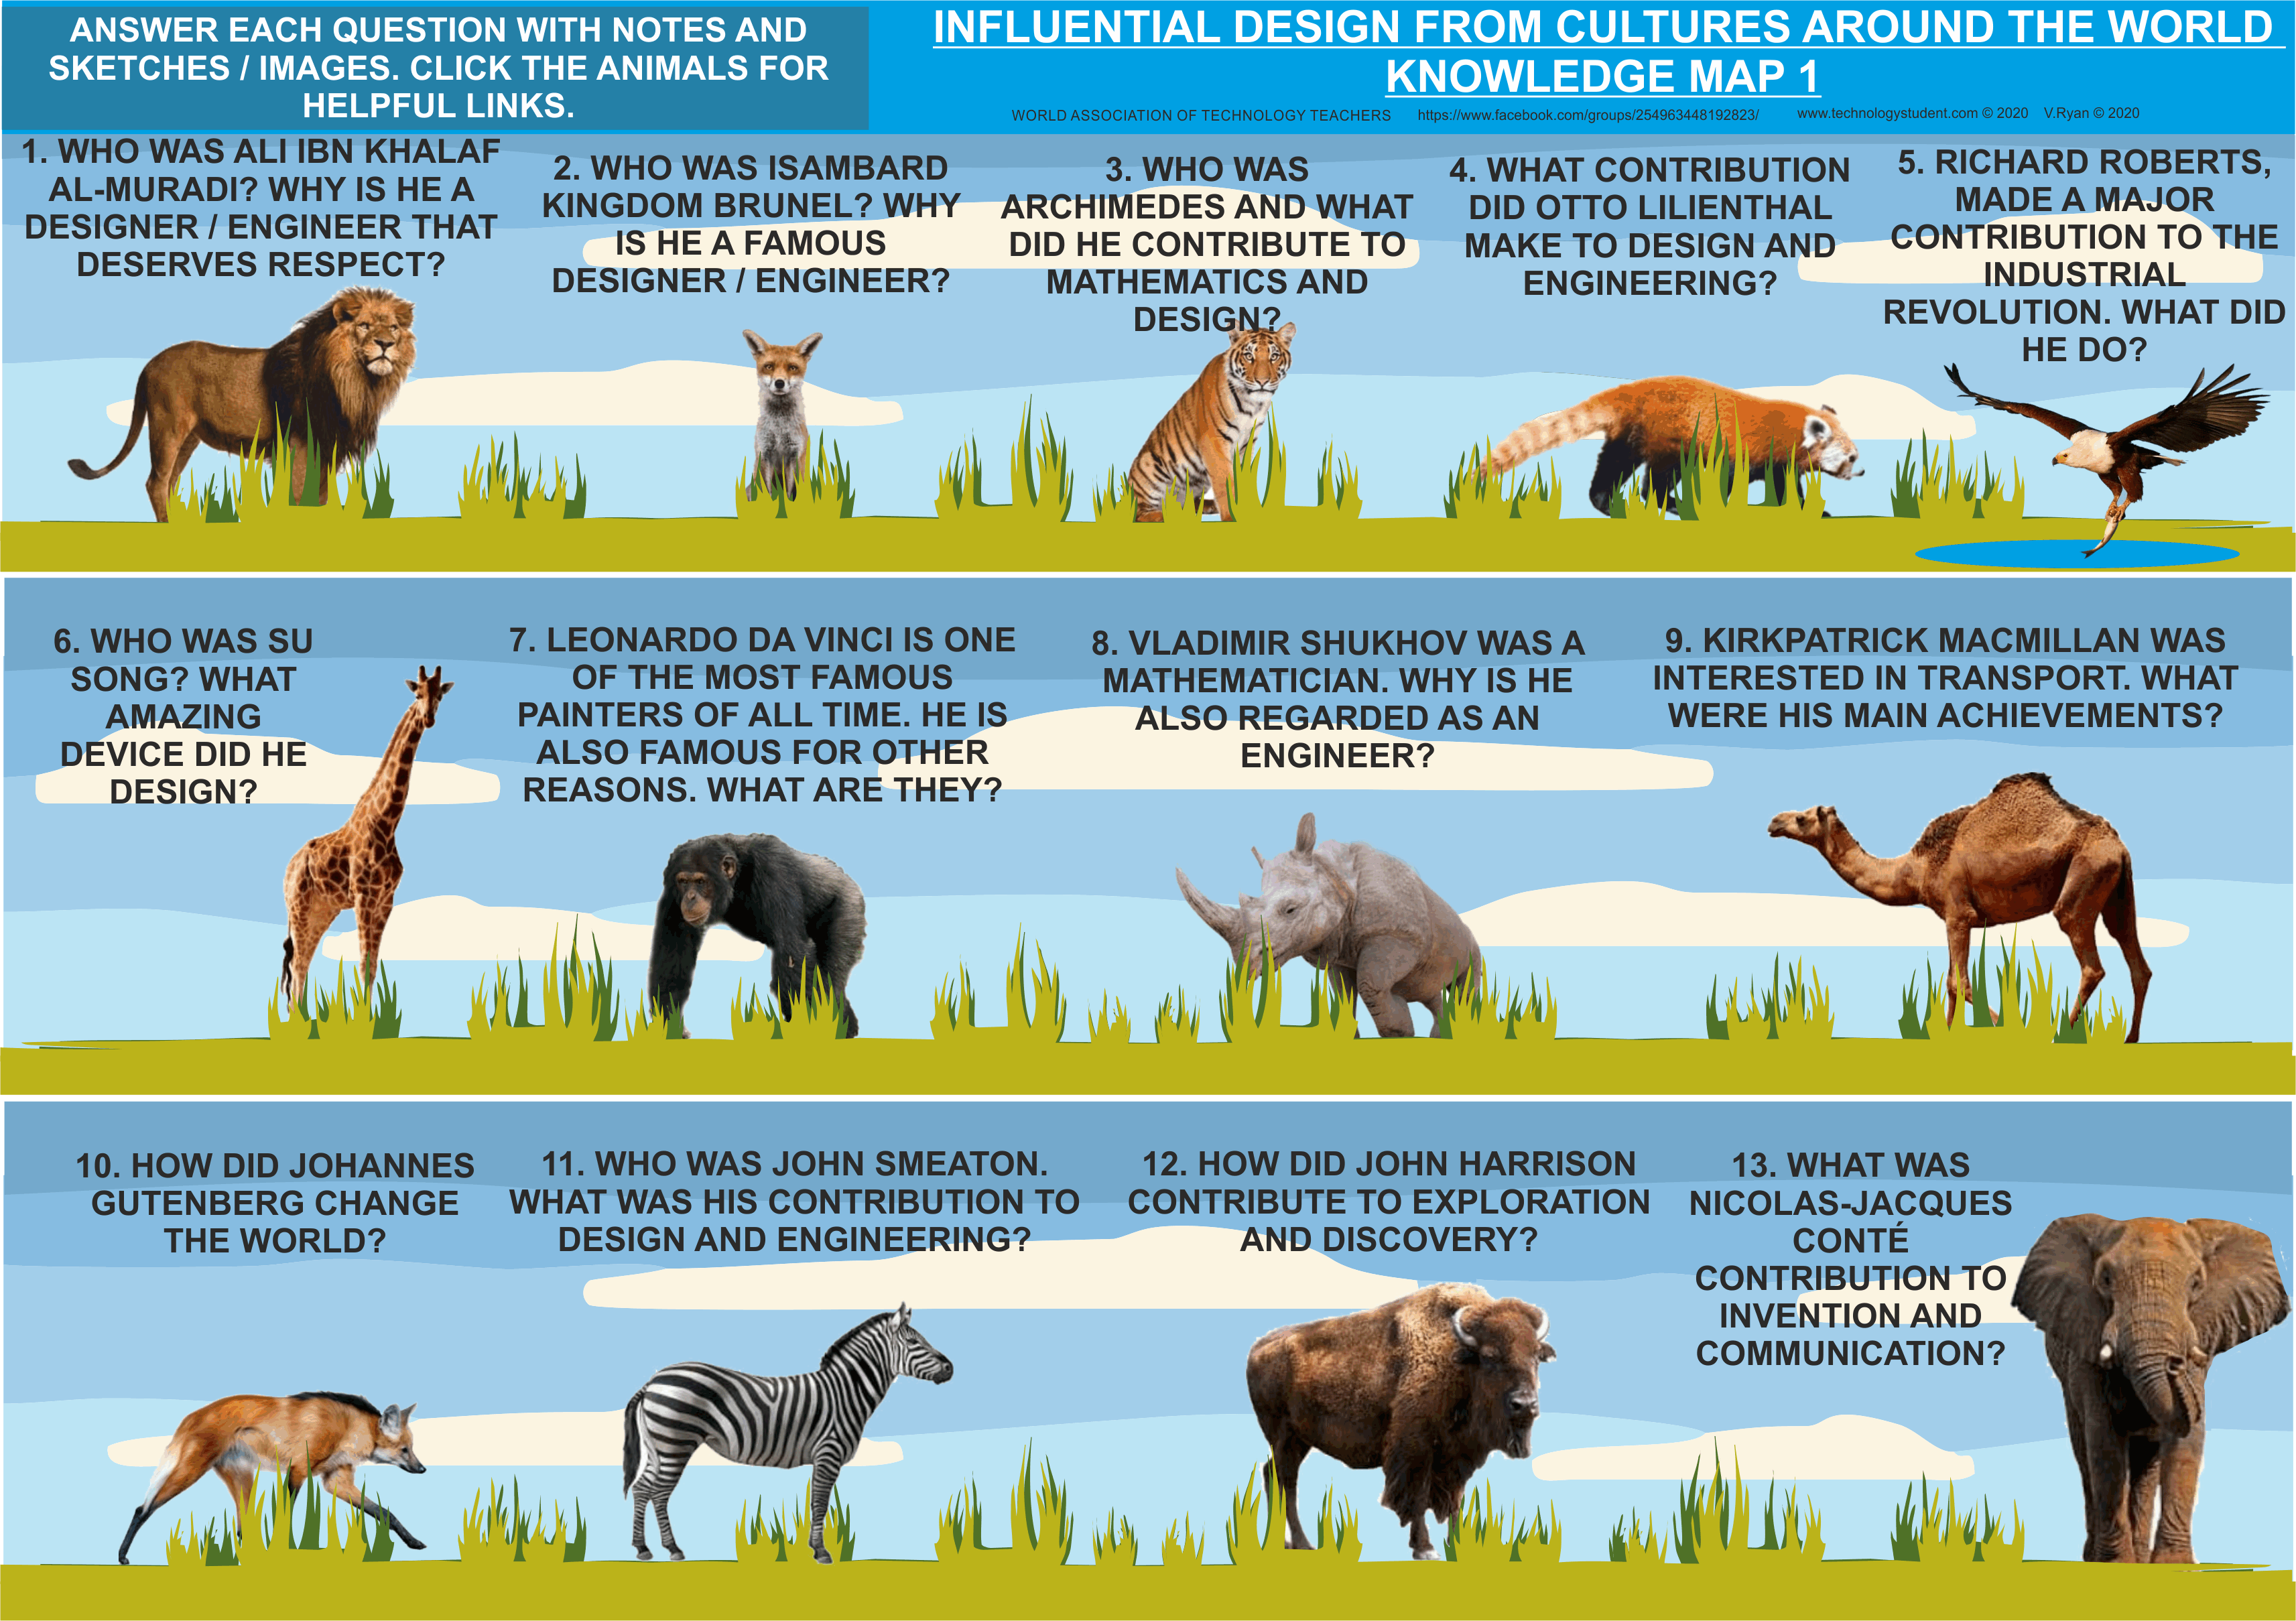 ANSWER EACH QUESTION WITH NOTES AND
SKETCHES / IMAGES. CLICK THE ANIMALS FOR
HELPFUL LINKS.
INFLUENTIAL DESIGN FROM CULTURES AROUND THE WORLD
KNOWLEDGE MAP 1
WORLD ASSOCIATION OF TECHNOLOGY TEACHERS https://www.facebook.com/groups/254963448192823/ www.technologystudent.com © 2020 V.Ryan © 2020
1. WHO WAS ALI IBN KHALAF
AL-MURADI? WHY IS HE A
DESIGNER / ENGINEER THAT
DESERVES RESPECT?
2. WHO WAS ISAMBARD
KINGDOM BRUNEL? WHY
IS HE A FAMOUS
DESIGNER / ENGINEER?
3. WHO WAS
ARCHIMEDES AND WHAT
DID HE CONTRIBUTE TO
MATHEMATICS AND
DESIGN?
4. WHAT CONTRIBUTION
DID OTTO LILIENTHAL
MAKE TO DESIGN AND
ENGINEERING?
5. RICHARD ROBERTS,
MADE A MAJOR
CONTRIBUTION TO THE
INDUSTRIAL
REVOLUTION. WHAT DID
HE DO?
6. WHO WAS SU
SONG? WHAT
AMAZING
DEVICE DID HE
DESIGN?
7. LEONARDO DA VINCI IS ONE
OF THE MOST FAMOUS
PAINTERS OF ALL TIME. HE IS
ALSO FAMOUS FOR OTHER
REASONS. WHAT ARE THEY?
8. VLADIMIR SHUKHOV WAS A
MATHEMATICIAN. WHY IS HE
ALSO REGARDED AS AN
ENGINEER?
9. KIRKPATRICK MACMILLAN WAS
INTERESTED IN TRANSPORT. WHAT
WERE HIS MAIN ACHIEVEMENTS?
10. HOW DID JOHANNES
GUTENBERG CHANGE
THE WORLD?
11. WHO WAS JOHN SMEATON.
WHAT WAS HIS CONTRIBUTION TO
DESIGN AND ENGINEERING?
12. HOW DID JOHN HARRISON
CONTRIBUTE TO EXPLORATION
AND DISCOVERY?
13. WHAT WAS
NICOLAS-JACQUES
CONTÉ
CONTRIBUTION TO
INVENTION AND
COMMUNICATION?